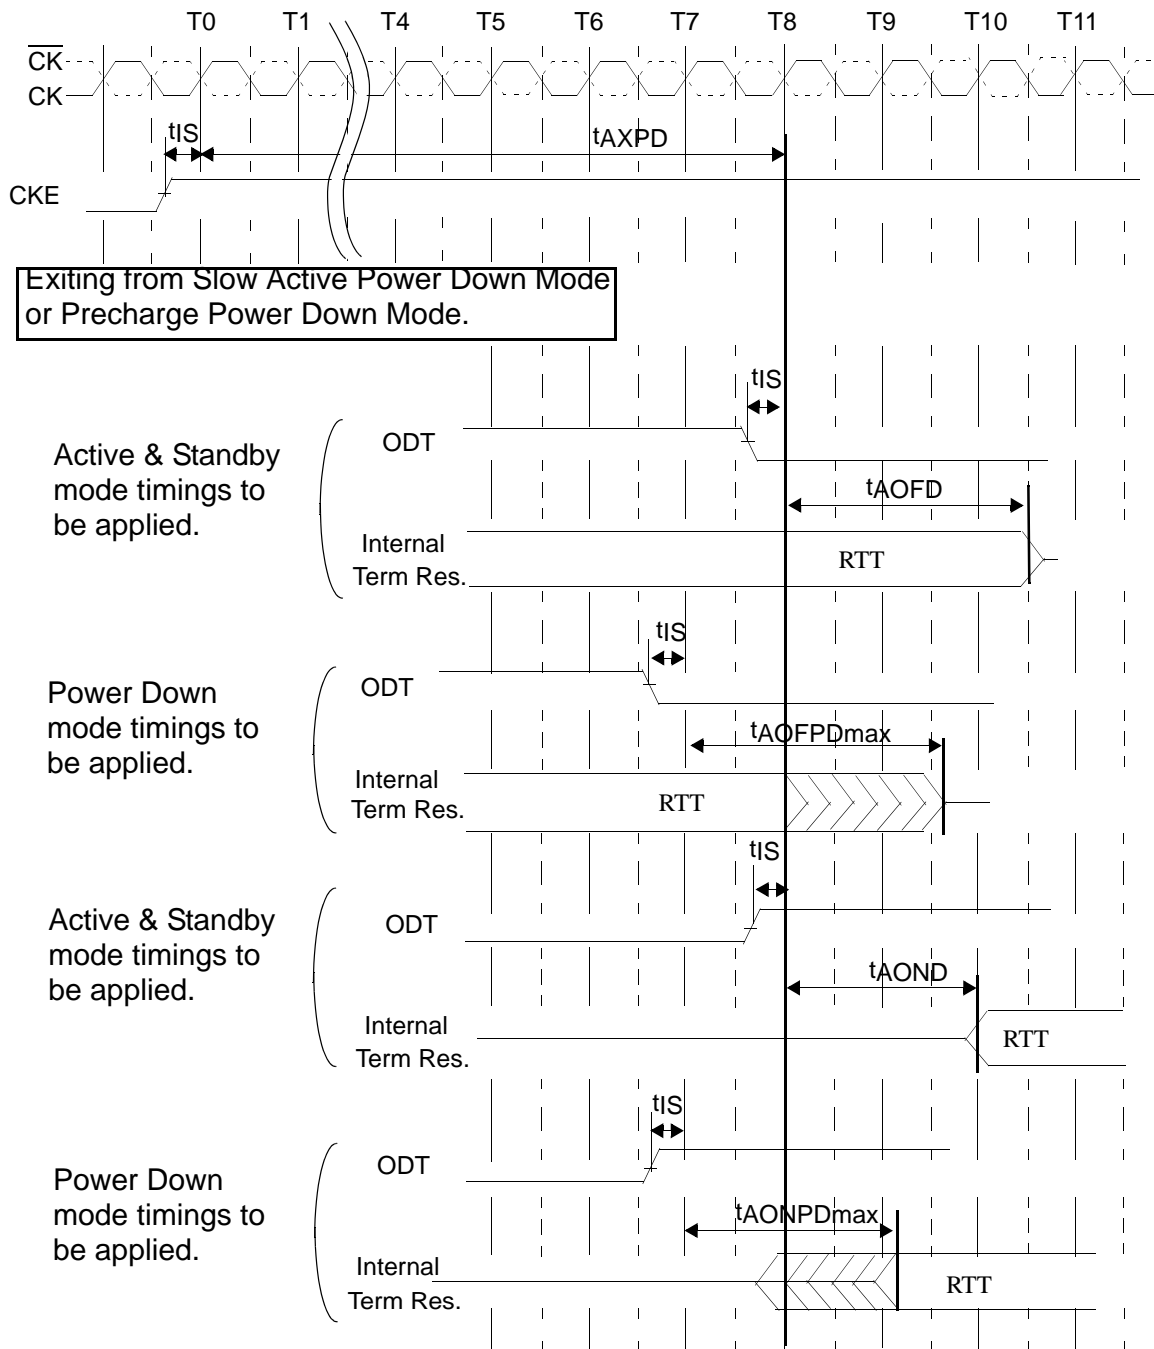 T0 T1 T4 T5 T6 T7 T8 T9 T10 T11
CK
CK
tIS
tAXPD
CKE
Exiting from Slow Active Power Down Mode
or Precharge Power Down Mode.
tIS
ODT
Active & Standby
mode timings to
be applied.
tAOFD
Internal
Term Res.
RTT
tIS
ODT
Power Down
mode timings to
be applied.
tAOFPDmax
Internal
Term Res.
RTT
tIS
ODT
Active & Standby
mode timings to
be applied.
tAOND
Internal
Term Res.
RTT
tIS
ODT
Power Down
mode timings to
be applied.
tAONPDmax
Internal
Term Res.
RTT